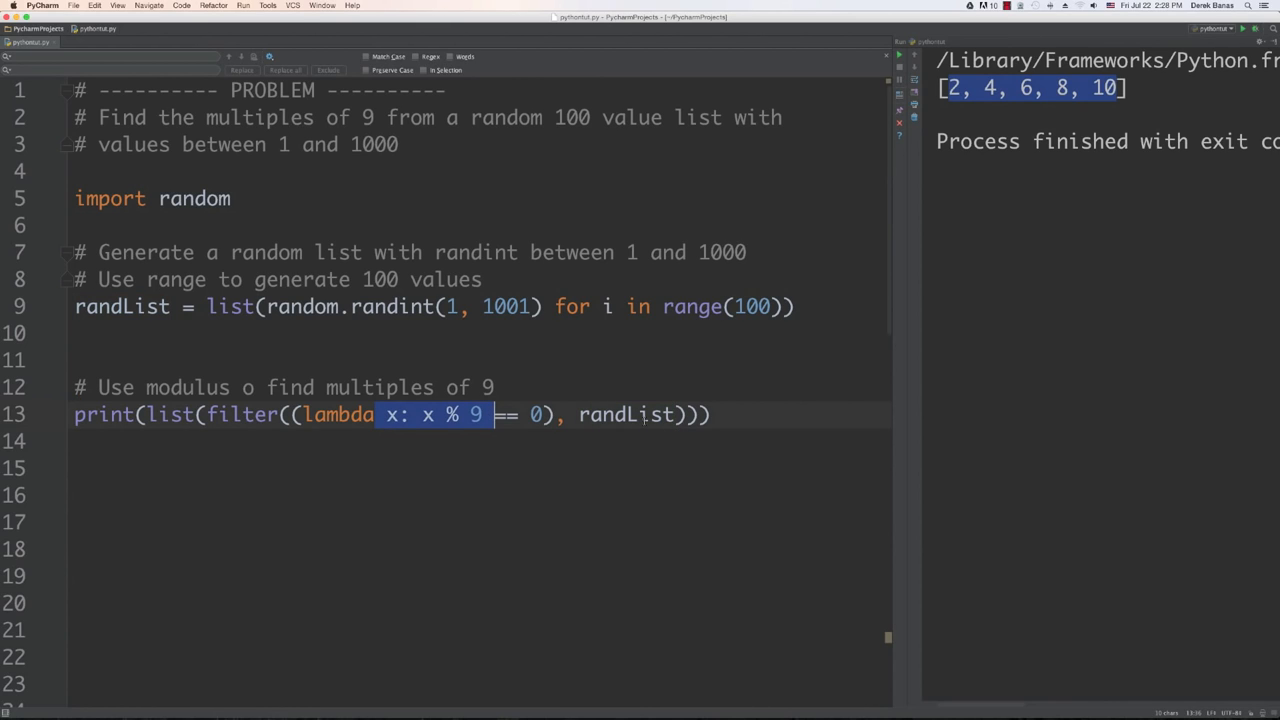 PyCharm File Edit View Navigate Code Refactor Run Tools VCS Window Help 10 Fri Jul 22 2:28 PM Derek Banas
pythontut.py - PycharmProjects - [~/PycharmProjects]
PycharmProjects pythontut.py pythontut
pythontut.py
Run pythontut
Match Case Regex Words
Replace Replace all Exclude Preserve Case In Selection
1 # ---------- PROBLEM ----------
2 # Find the multiples of 9 from a random 100 value list with
3 # values between 1 and 1000
4
5 import random
6
7 # Generate a random list with randint between 1 and 1000
8 # Use range to generate 100 values
9 randList = list(random.randint(1, 1001) for i in range(100))
10
11
12 # Use modulus o find multiples of 9
13 print(list(filter((lambda x: x % 9 == 0), randList)))
14
15
16
17
18
19
20
21
22
23
/Library/Frameworks/Python.fr
[2, 4, 6, 8, 10]
Process finished with exit co
10 chars 13:36 LF÷ UTF-8÷